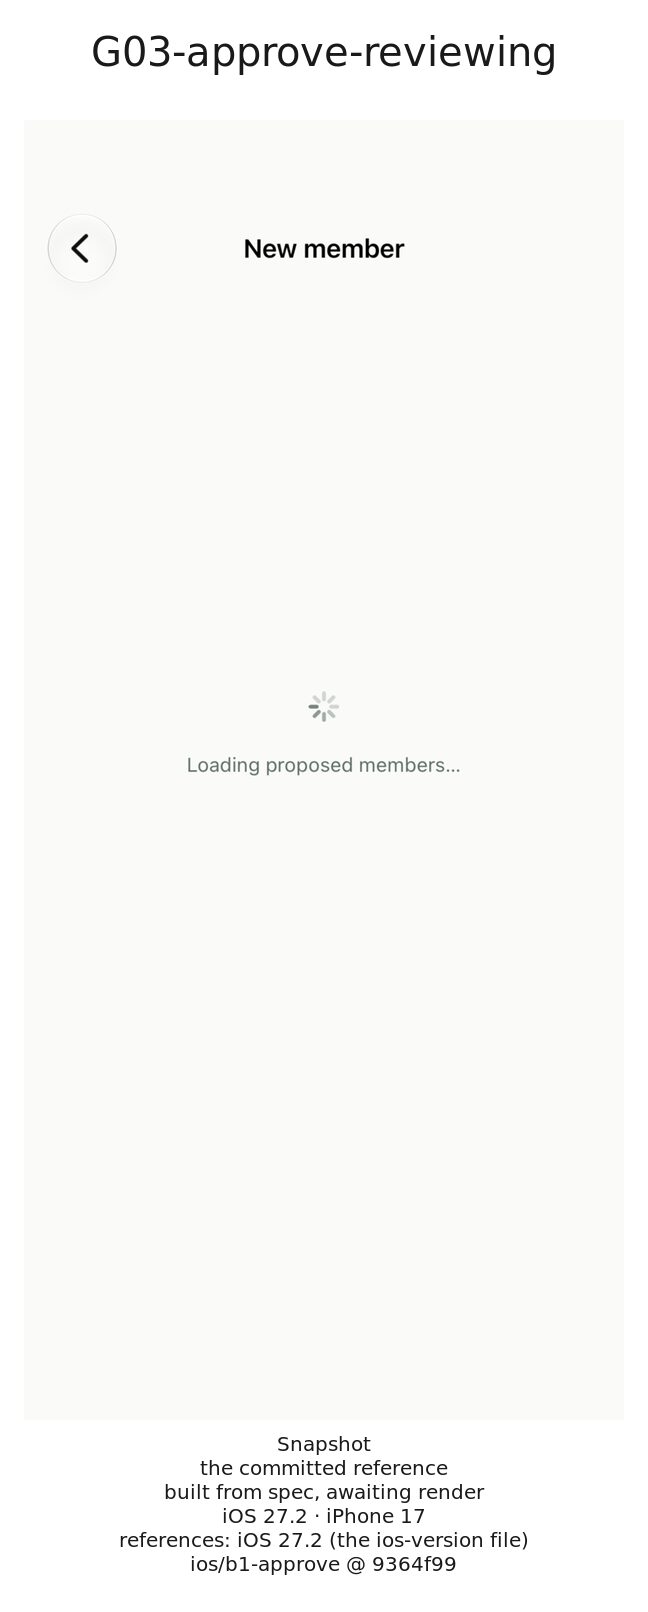 G03-approve-reviewing
New member
Loading proposed members...
Snapshot
the committed reference
built from spec, awaiting render
iOS 27.2 · iPhone 17
references: iOS 27.2 (the ios-version file)
ios/b1-approve @ 9364f99